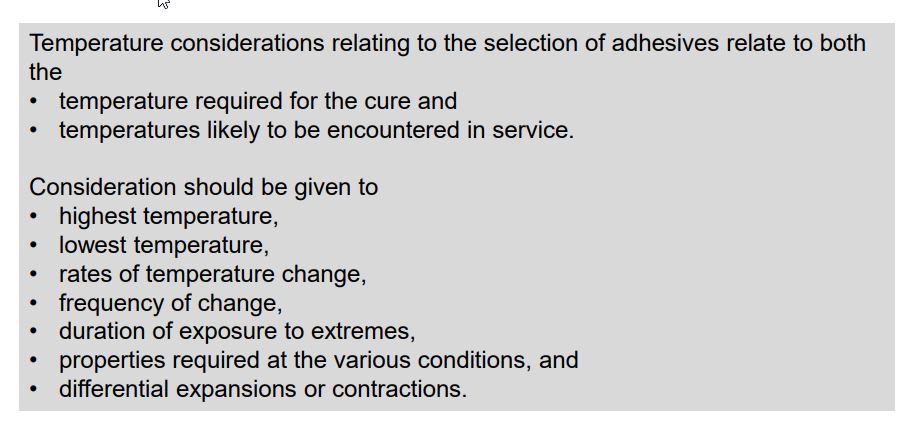 Temperature considerations relating to the selection of adhesives relate to both
the
• temperature required for the cure and
• temperatures likely to be encountered in service.
Consideration should be given to
• highest temperature,
• lowest temperature,
• rates of temperature change,
• frequency of change,
• duration of exposure to extremes,
• properties required at the various conditions, and
• differential expansions or contractions.